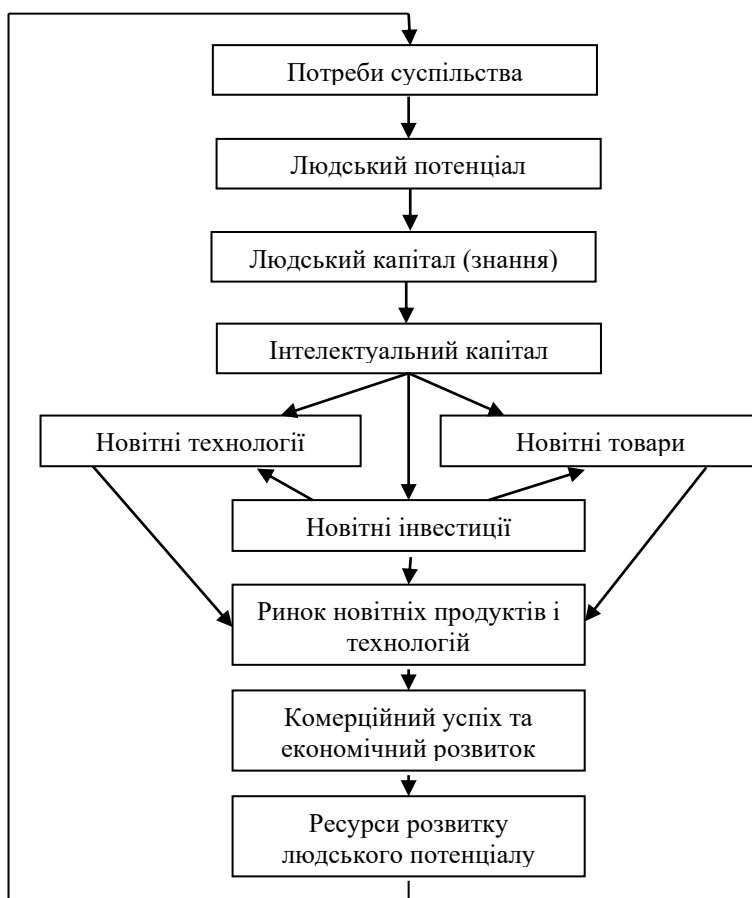 Потреби суспільства
Людський потенціал
Людський капітал (знання)
Інтелектуальний капітал
Новітні технології
Новітні товари
Новітні інвестиції
Ринок новітніх продуктів і
технологій
Комерційний успіх та
економічний розвиток
Ресурси розвитку
людського потенціалу